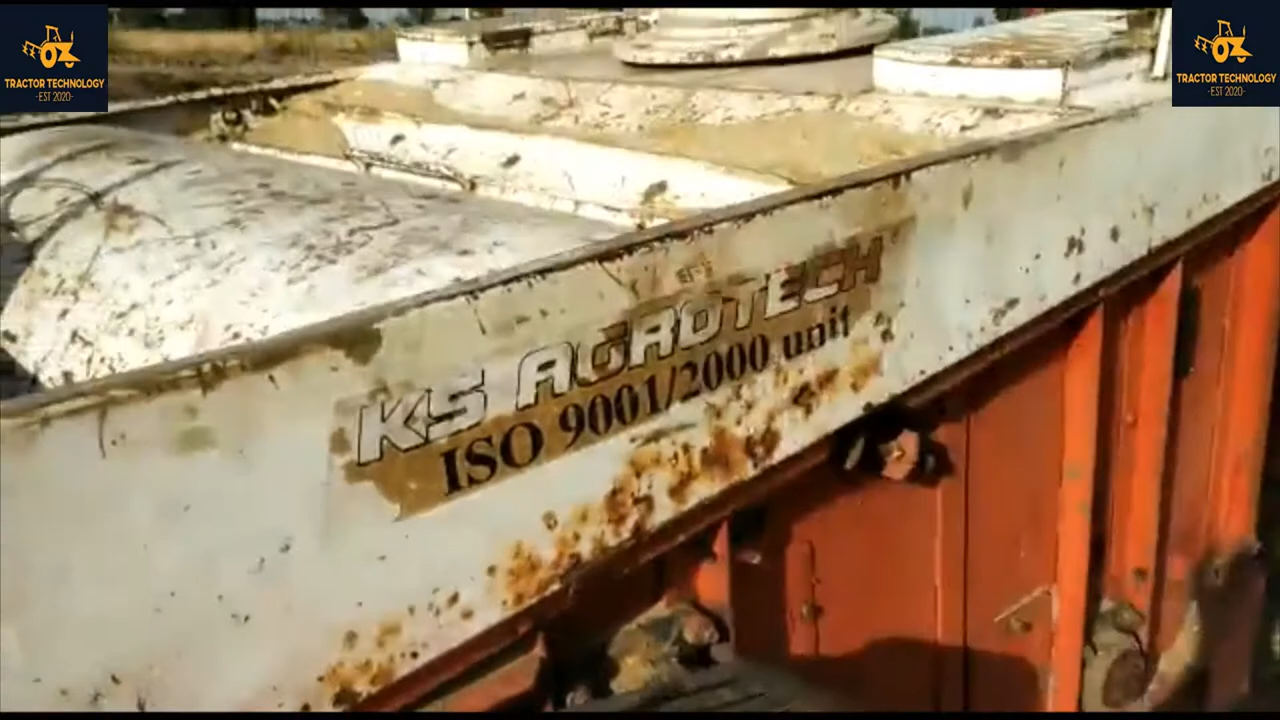 TRACTOR TECHNOLOGY
-EST 2020-
TRACTOR TECHNOLOGY
-EST 2020-
KS AGROTECH
ISO 9001/2000 unit